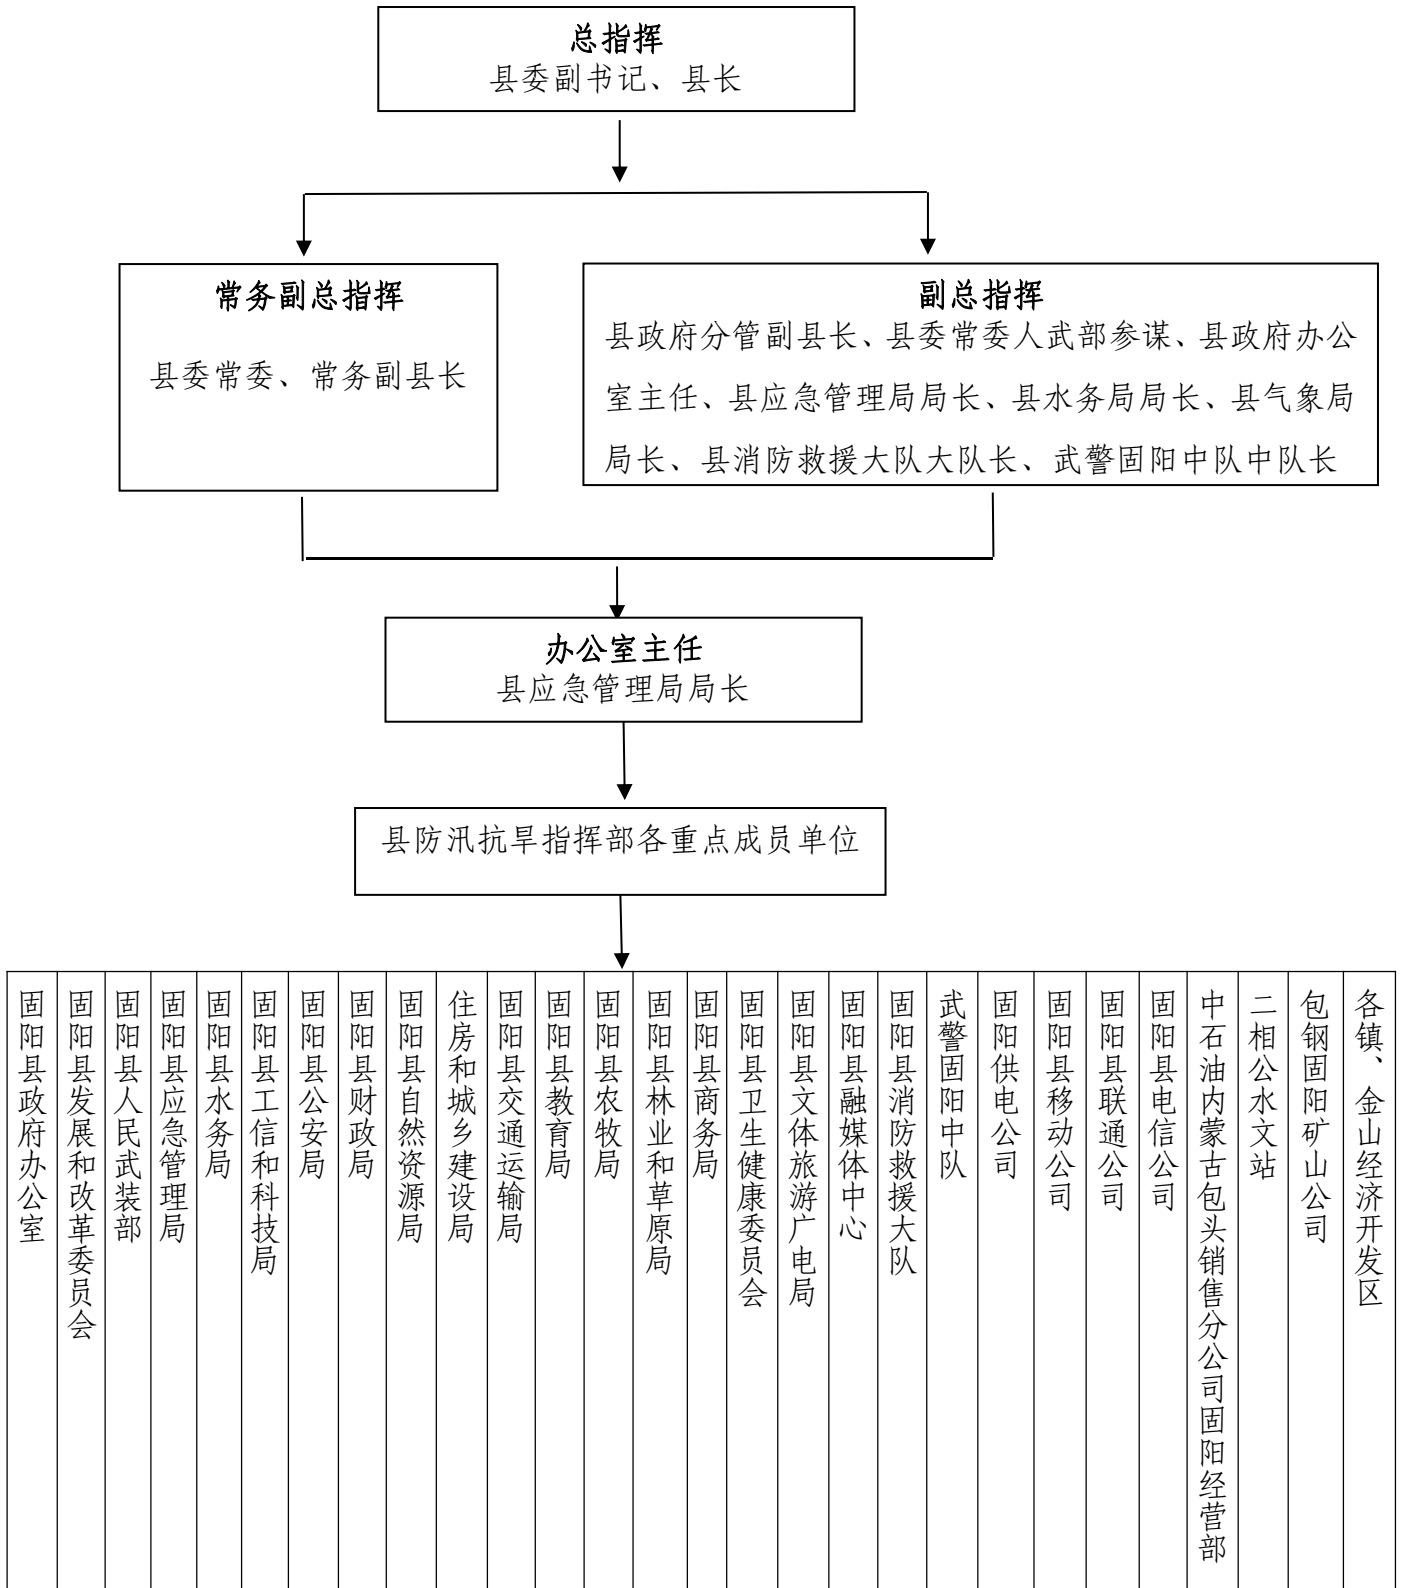 总指挥
县委副书记、县长
常务副总指挥
县委常委、常务副县长
副总指挥
县政府分管副县长、县委常委人武部参谋、县政府办公
室主任、县应急管理局局长、县水务局局长、县气象局
局长、县消防救援大队大队长、武警固阳中队中队长
办公室主任
县应急管理局局长
县防汛抗旱指挥部各重点成员单位
固阳县政府办公室
固阳县发展和改革委员会
固阳县人民武装部
固阳县应急管理局
固阳县水务局
固阳县工信和科技局
固阳县公安局
固阳县财政局
固阳县自然资源局
住房和城乡建设局
固阳县交通运输局
固阳县教育局
固阳县农牧局
固阳县林业和草原局
固阳县商务局
固阳县卫生健康委员会
固阳县文体旅游广电局
固阳县融媒体中心
固阳县消防救援大队
武警固阳中队
固阳供电公司
固阳县移动公司
固阳县联通公司
固阳县电信公司
中石油内蒙古包头销售分公司固阳经营部
二相公水文站
包钢固阳矿山公司
各镇、金山经济开发区